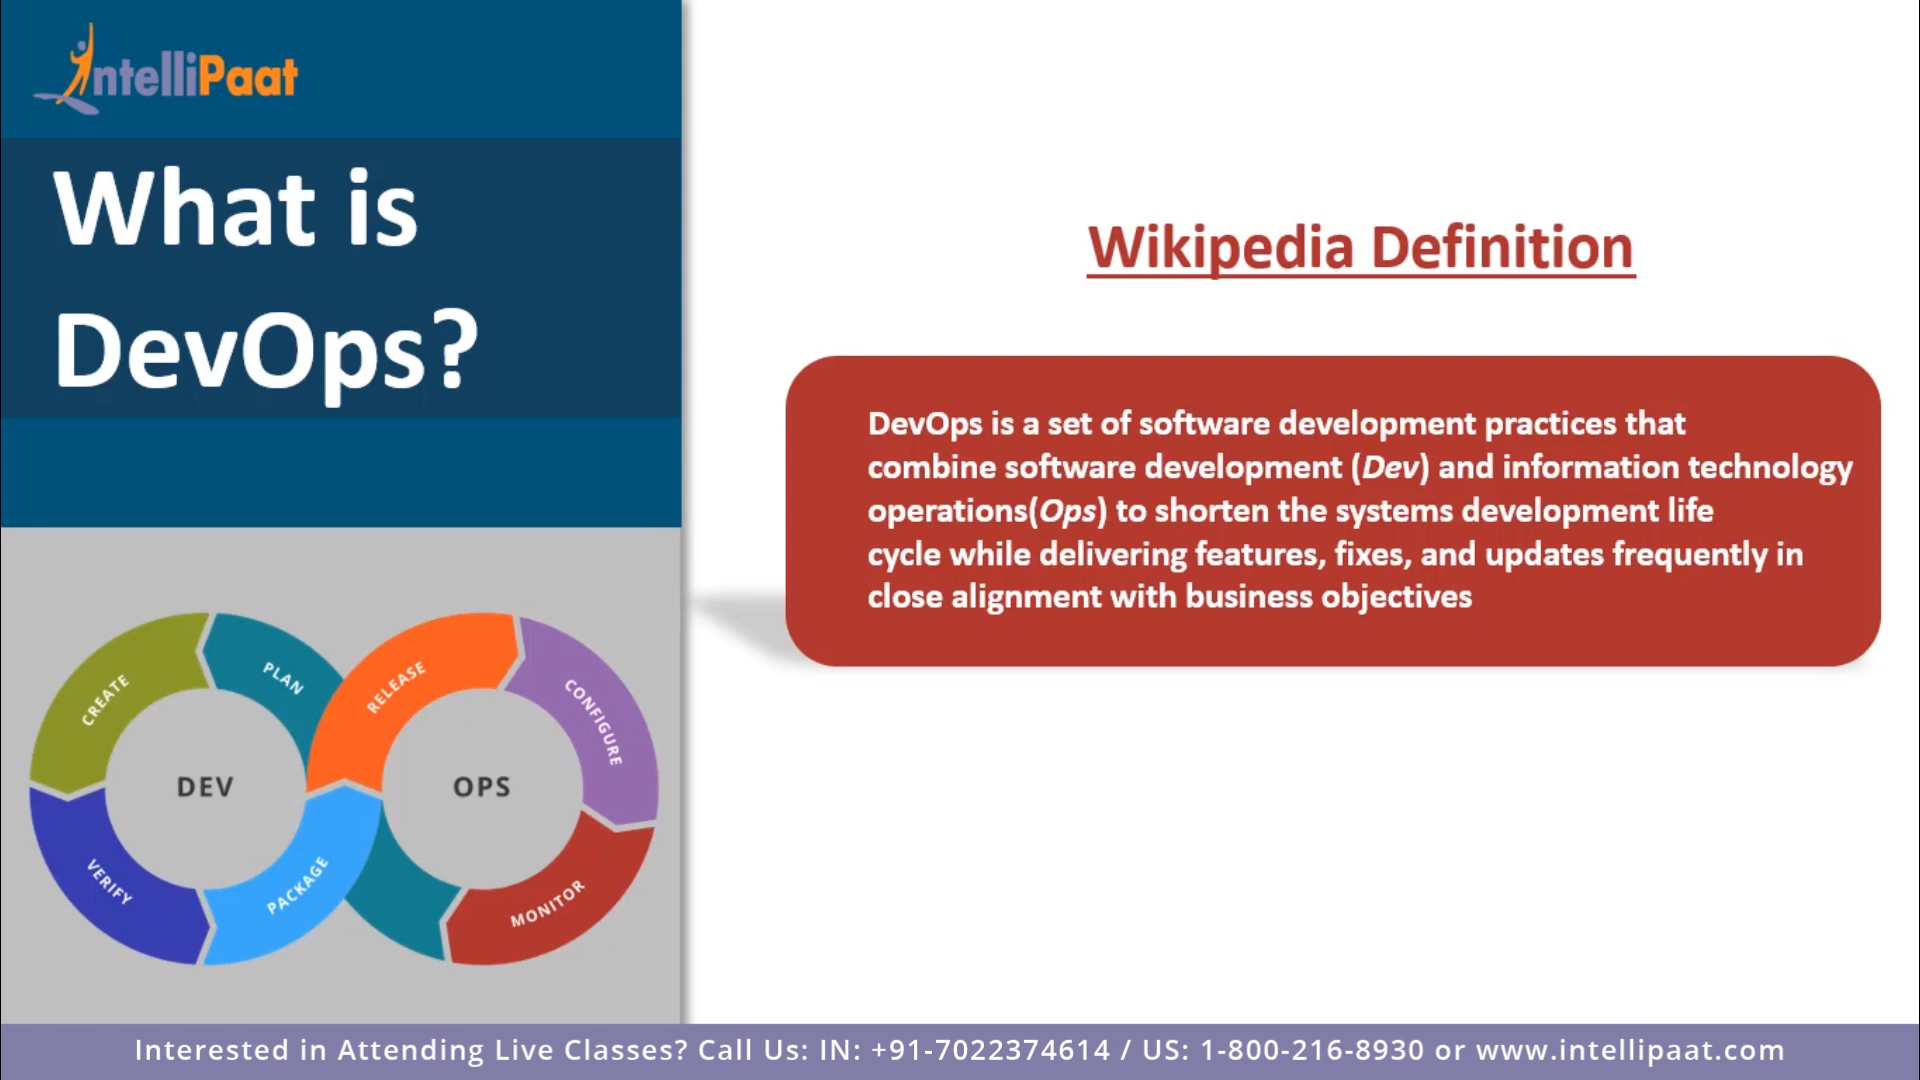 IntelliPaat
What is
DevOps?
Wikipedia Definition
DevOps is a set of software development practices that
combine software development (Dev) and information technology
operations(Ops) to shorten the systems development life
cycle while delivering features, fixes, and updates frequently in
close alignment with business objectives
CREATE
PLAN
RELEASE
CONFIGURE
DEV
OPS
VERIFY
PACKAGE
MONITOR
Interested in Attending Live Classes? Call Us: IN: +91-7022374614 / US: 1-800-216-8930 or www.intellipaat.com